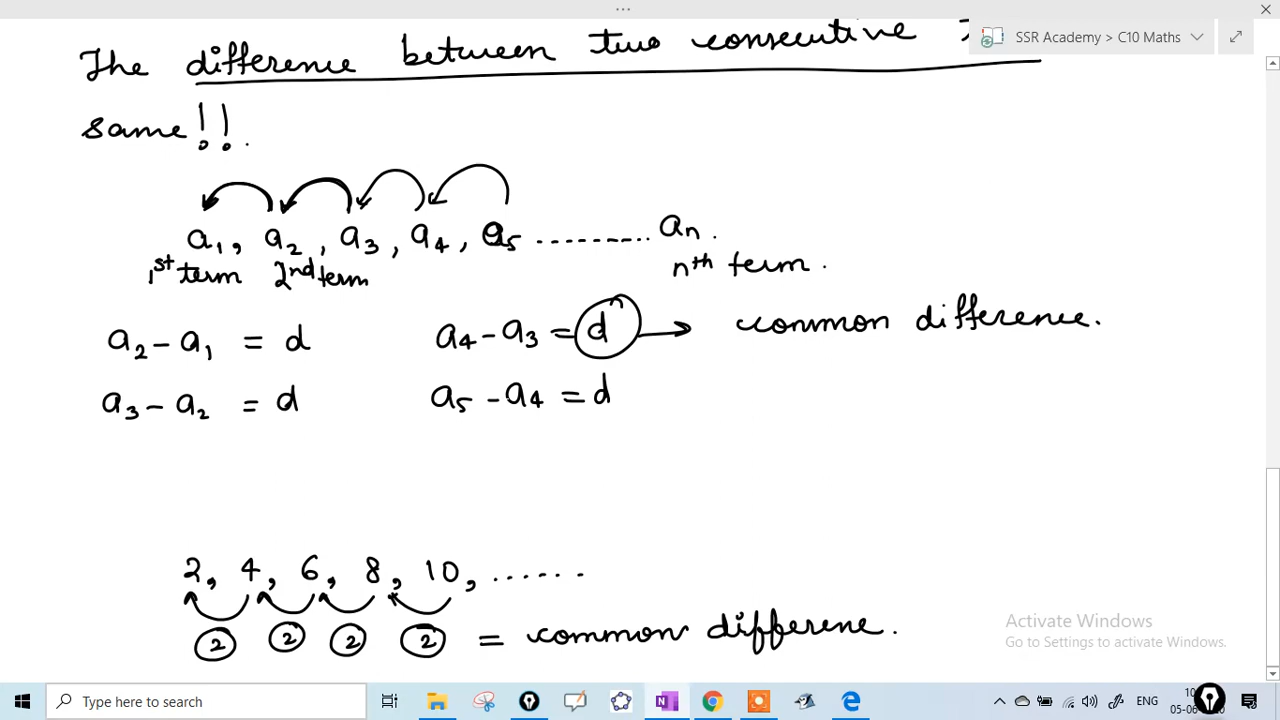 The difference between two consecutive
SSR Academy > C10 Maths
same!!.
a1, a2, a3, a4, a5 .......... an.
1st term 2nd term nth term.
a2 - a1 = d a4 - a3 = d → common difference.
a3 - a2 = d a5 - a4 = d
2, 4, 6, 8, 10, ......
2 2 2 2 = common differene.
Activate Windows
Go to Settings to activate Windows.
Type here to search
ENG
05-06